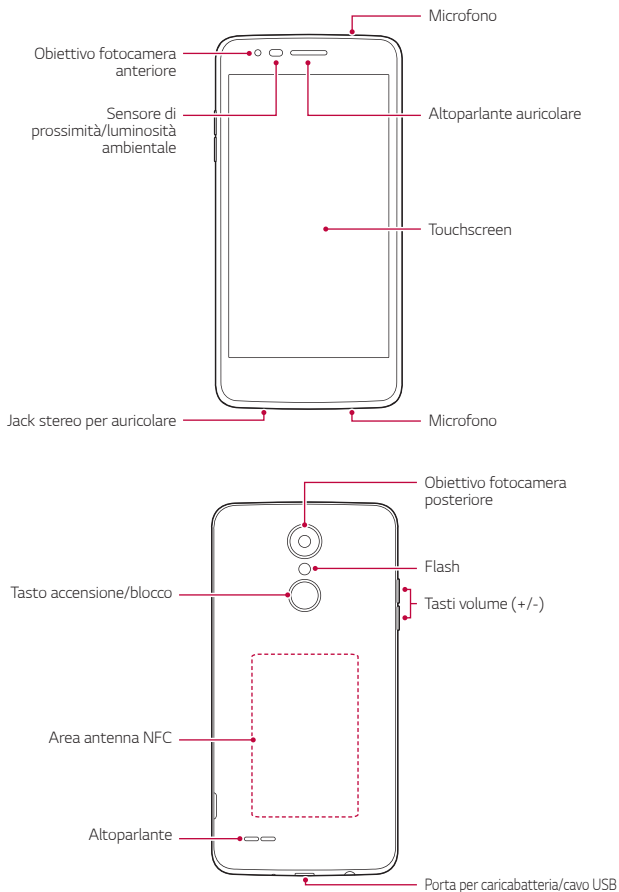 Microfono
Obiettivo fotocamera
anteriore
Sensore di
prossimità/luminosità
ambientale
Altoparlante auricolare
Touchscreen
Jack stereo per auricolare
Microfono
Obiettivo fotocamera
posteriore
Flash
Tasto accensione/blocco
Tasti volume (+/-)
Area antenna NFC
Altoparlante
Porta per caricabatteria/cavo USB